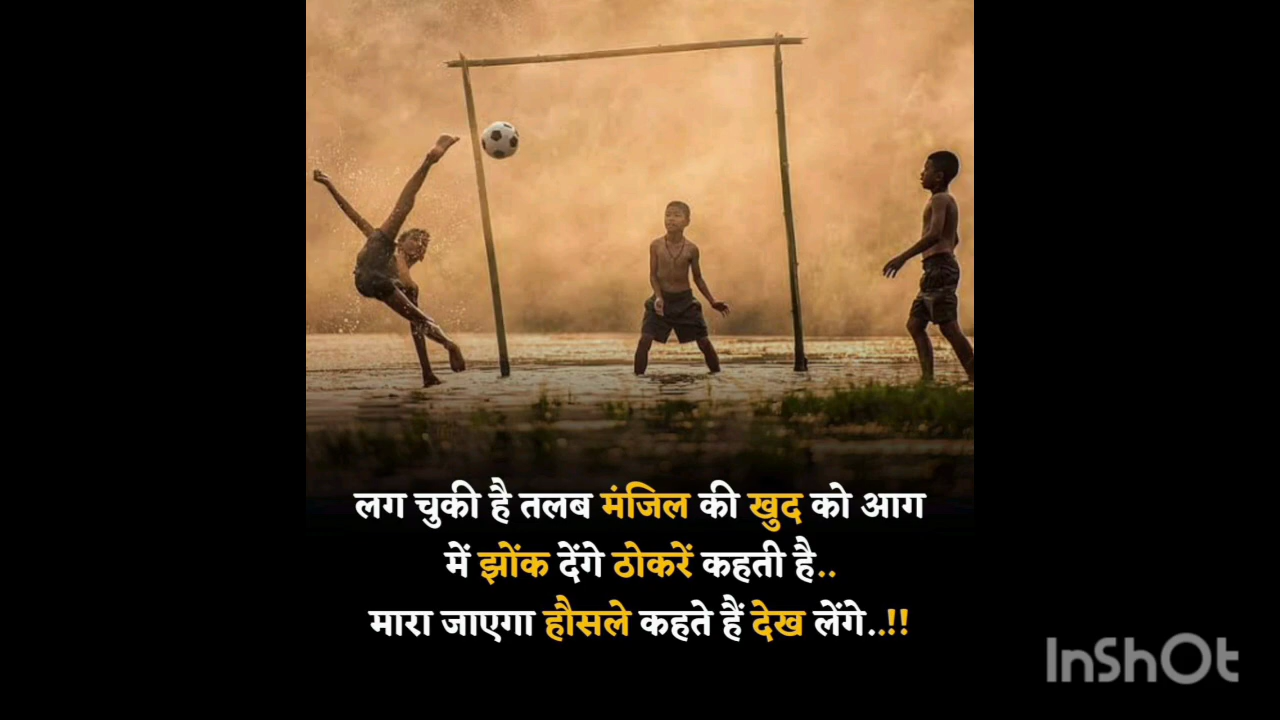 लग चुकी है तलब मंजिल की खुद को आग
में झोंक देंगे ठोकरें कहती है..
मारा जाएगा हौसले कहते हैं देख लेंगे..!!
InShOt